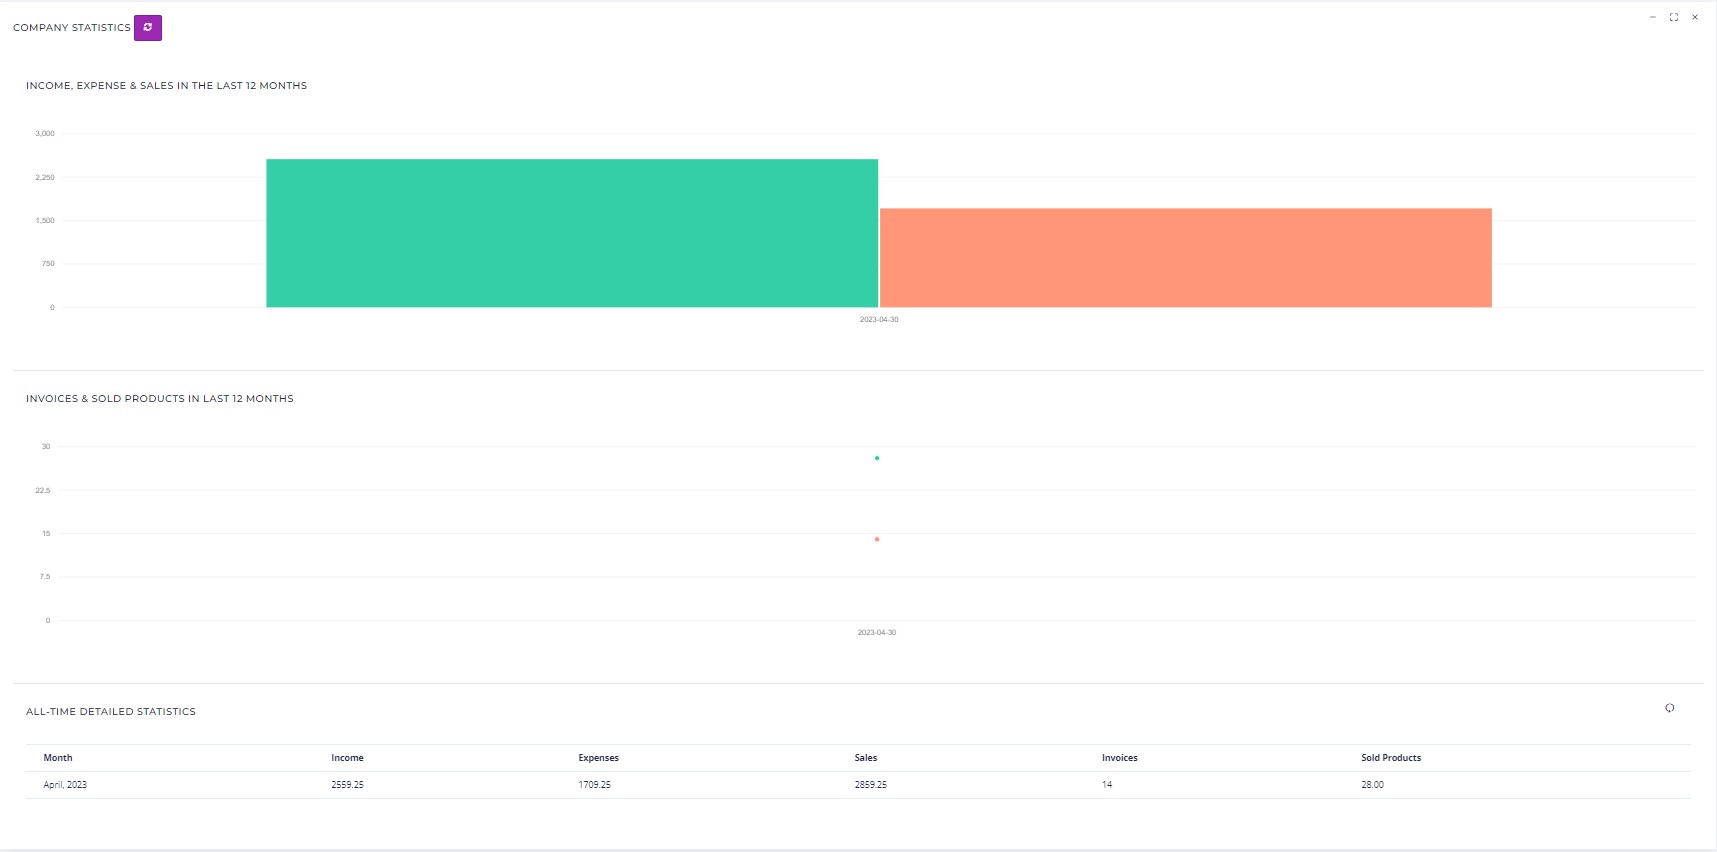 COMPANY STATISTICS
INCOME, EXPENSE & SALES IN THE LAST 12 MONTHS
3,000
2,250
1,500
750
0
2023-04-30
INVOICES & SOLD PRODUCTS IN LAST 12 MONTHS
30
22.5
15
7.5
0
2023-04-30
ALL-TIME DETAILED STATISTICS
Month Income Expenses Sales Invoices Sold Products
April, 2023 2559.25 1709.25 2859.25 14 28.00